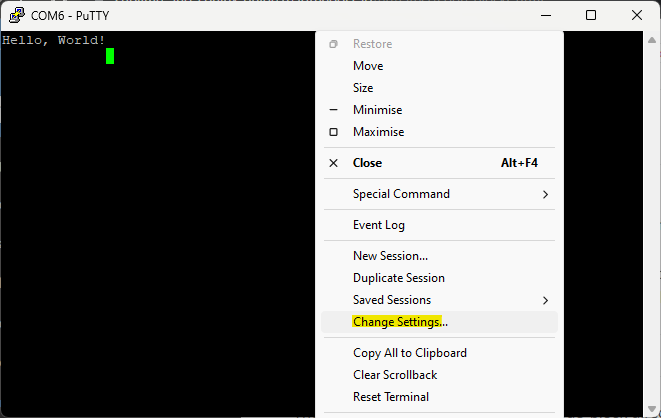 COM6 - PuTTY
Hello, World!
Restore
Move
Size
Minimise
Maximise
Close Alt+F4
Special Command
Event Log
New Session...
Duplicate Session
Saved Sessions
Change Settings...
Copy All to Clipboard
Clear Scrollback
Reset Terminal